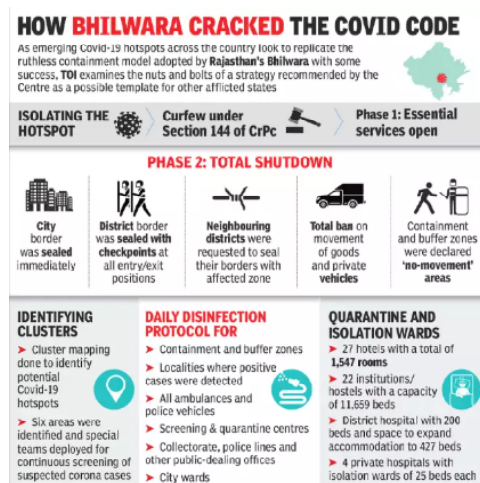 HOW BHILWARA CRACKED THE COVID CODE
As emerging Covid-19 hotspots across the country look to replicate the
ruthless containment model adopted by Rajasthan's Bhilwara with some
success, TOI examines the nuts and bolts of a strategy recommended by the
Centre as a possible template for other afflicted states
ISOLATING THE
HOTSPOT
Curfew under
Section 144 of CrPc
Phase 1: Essential
services open
PHASE 2: TOTAL SHUTDOWN
City
border
was sealed
immediately
District border
was sealed with
checkpoints at
all entry/exit
positions
Neighbouring
districts were
requested to seal
their borders with
affected zone
Total ban on
movement
of goods
and private
vehicles
Containment
and buffer zones
were declared
'no-movement'
areas
IDENTIFYING
CLUSTERS
➤ Cluster mapping
done to identify
potential
Covid-19
hotspots
➤ Six areas were
identified and special
teams deployed for
continuous screening of
suspected corona cases
DAILY DISINFECTION
PROTOCOL FOR
➤ Containment and buffer zones
➤ Localities where positive
cases were detected
➤ All ambulances and
police vehicles
➤ Screening & quarantine centres
➤ Collectorate, police lines and
other public-dealing offices
➤ City wards
QUARANTINE AND
ISOLATION WARDS
➤ 27 hotels with a total of
1,547 rooms
➤ 22 institutions/
hostels with a capacity
of 11,659 beds
➤ District hospital with 200
beds and space to expand
accommodation to 427 beds
➤ 4 private hospitals with
isolation wards of 25 beds each